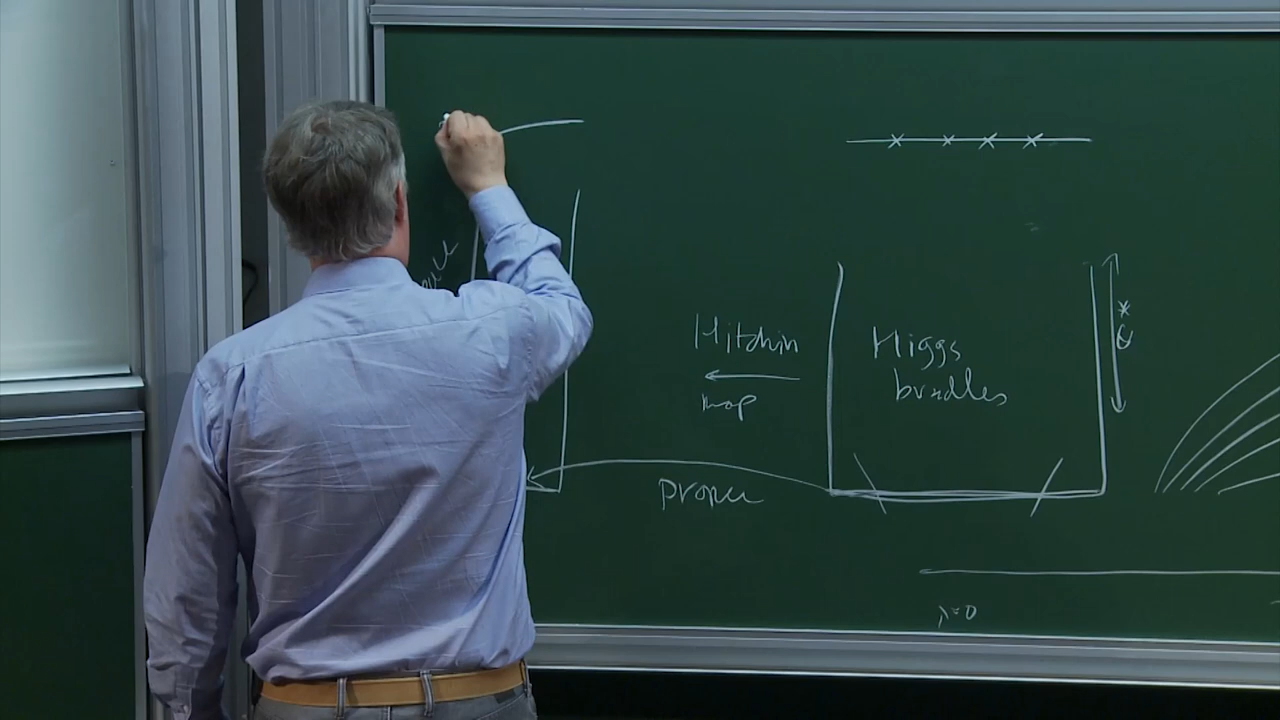 Hitchin
map
Higgs
bundles
ℂ*
proper
λ=0